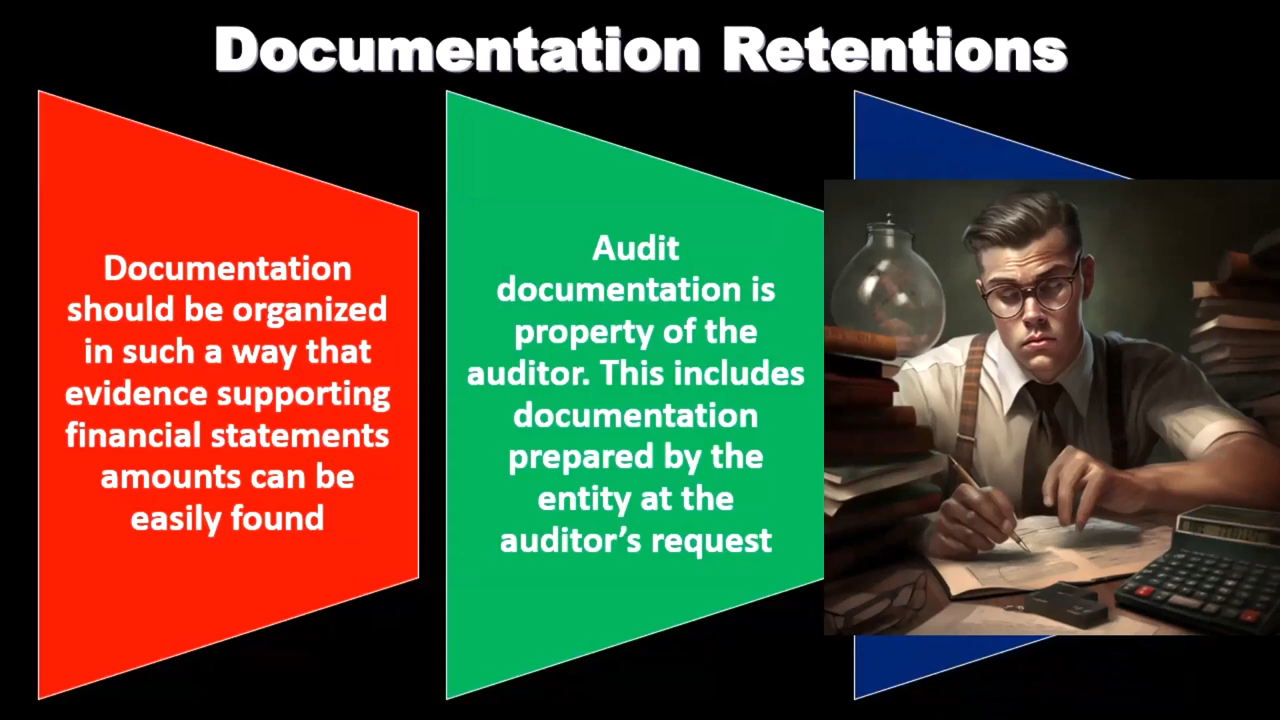 Documentation Retentions
Documentation
should be organized
in such a way that
evidence supporting
financial statements
amounts can be
easily found
Audit
documentation is
property of the
auditor. This includes
documentation
prepared by the
entity at the
auditor’s request